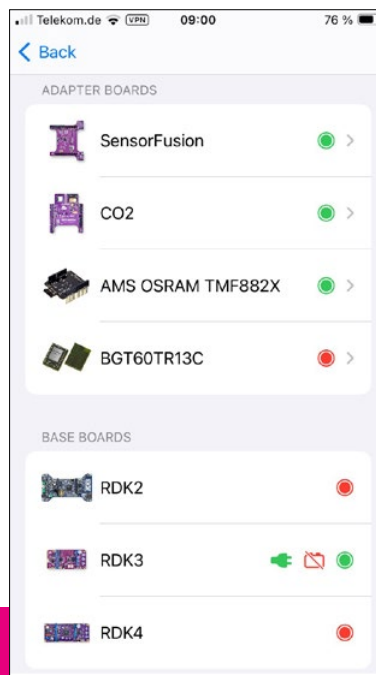 Telekom.de VPN 09:00 76 %
Back
ADAPTER BOARDS
SensorFusion
CO2
AMS OSRAM TMF882X
BGT60TR13C
BASE BOARDS
RDK2
RDK3
RDK4